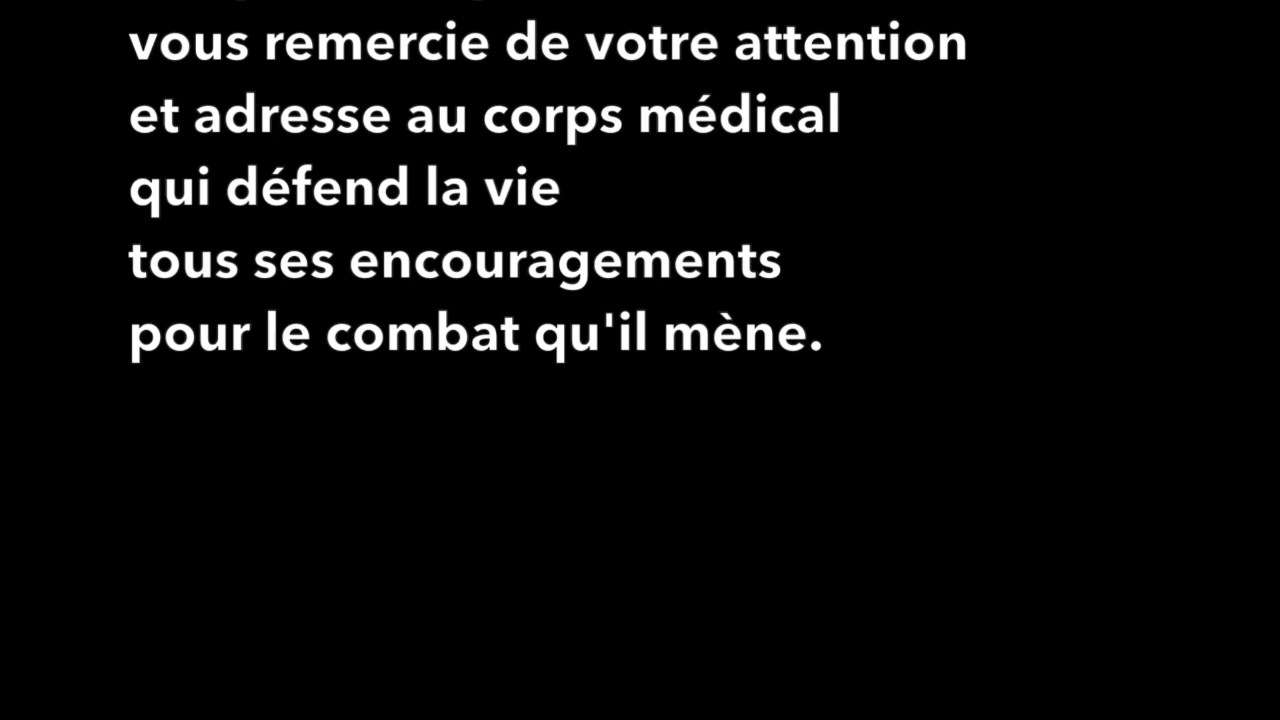 vous remercie de votre attention
et adresse au corps médical
qui défend la vie
tous ses encouragements
pour le combat qu'il mène.